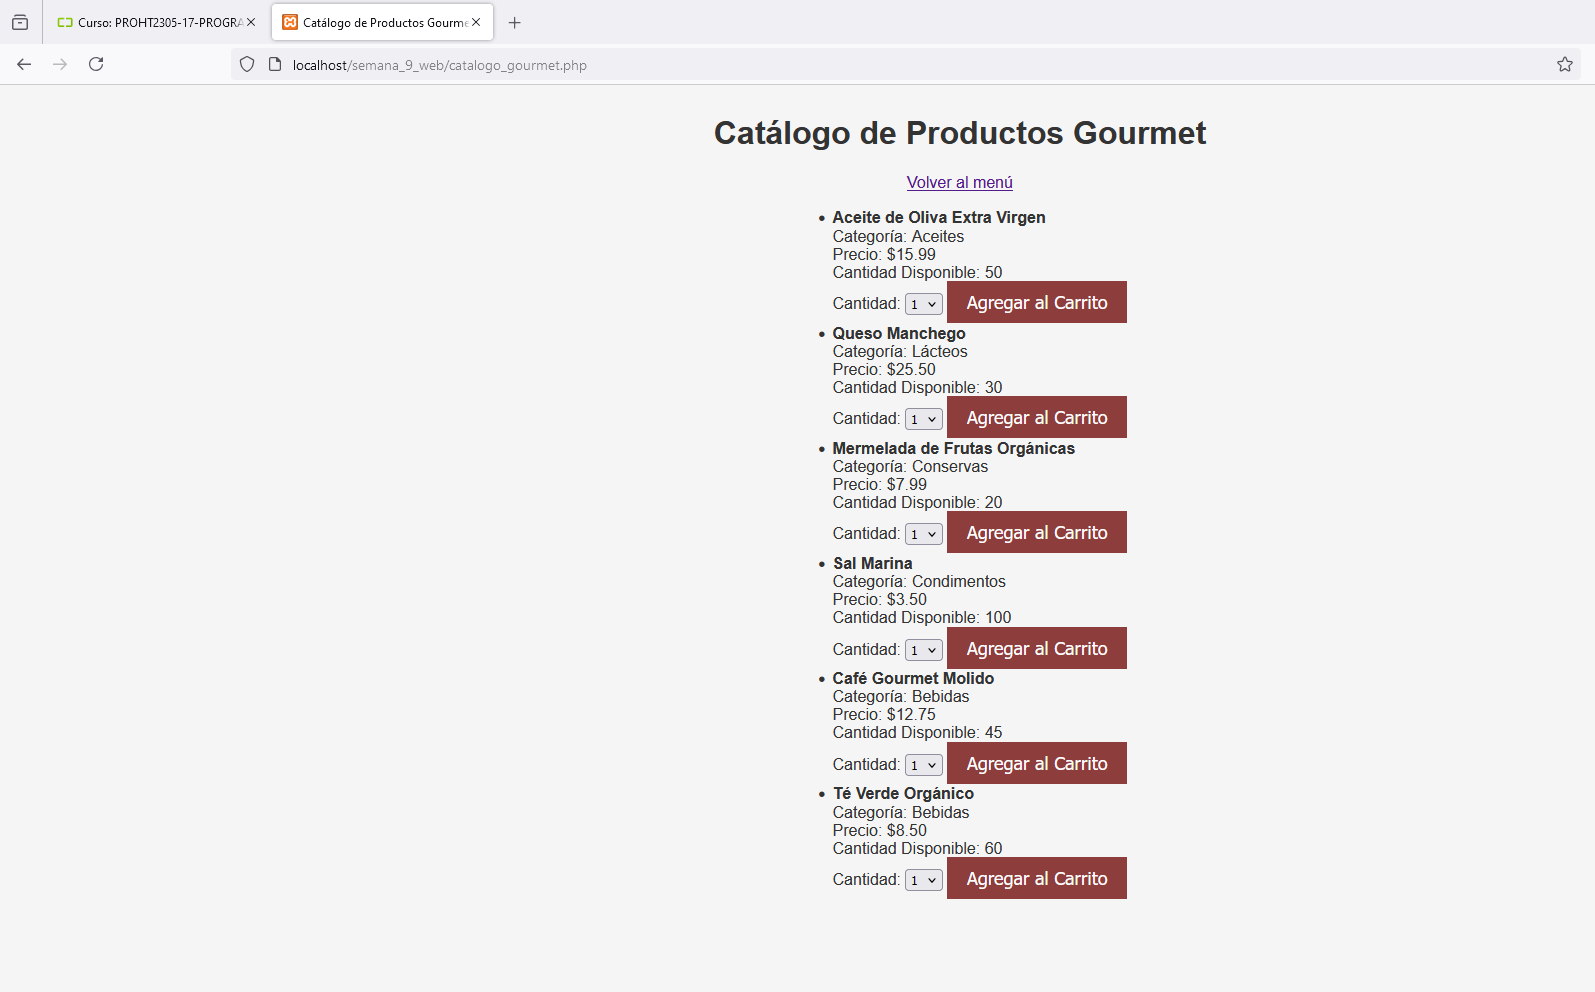 Curso: PROHT2305-17-PROGRA
Catálogo de Productos Gourme
localhost/semana_9_web/catalogo_gourmet.php
Catálogo de Productos Gourmet
Volver al menú
Aceite de Oliva Extra Virgen
Categoría: Aceites
Precio: $15.99
Cantidad Disponible: 50
Cantidad: 1 Agregar al Carrito
Queso Manchego
Categoría: Lácteos
Precio: $25.50
Cantidad Disponible: 30
Cantidad: 1 Agregar al Carrito
Mermelada de Frutas Orgánicas
Categoría: Conservas
Precio: $7.99
Cantidad Disponible: 20
Cantidad: 1 Agregar al Carrito
Sal Marina
Categoría: Condimentos
Precio: $3.50
Cantidad Disponible: 100
Cantidad: 1 Agregar al Carrito
Café Gourmet Molido
Categoría: Bebidas
Precio: $12.75
Cantidad Disponible: 45
Cantidad: 1 Agregar al Carrito
Té Verde Orgánico
Categoría: Bebidas
Precio: $8.50
Cantidad Disponible: 60
Cantidad: 1 Agregar al Carrito